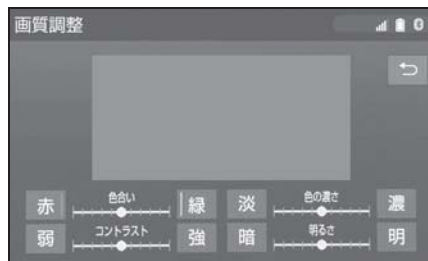 画質調整
赤 色合い 緑 淡 色の濃さ 濃
弱 コントラスト 強 暗 明るさ 明